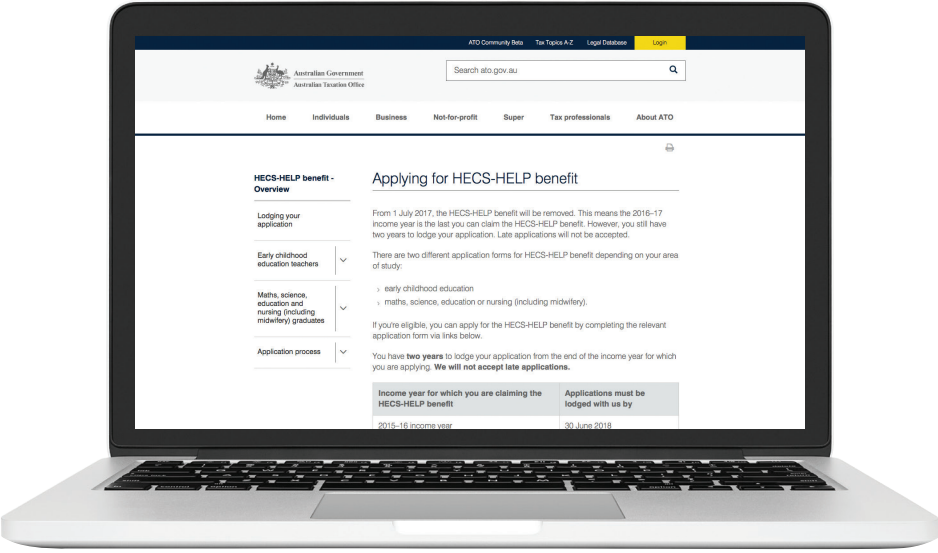 ATO Community Beta Tax Topics A-Z Legal Database Login
Australian Government
Australian Taxation Office
Search ato.gov.au
Home Individuals Business Not-for-profit Super Tax professionals About ATO
HECS-HELP benefit -
Overview
Lodging your
application
Early childhood
education teachers
Maths, science,
education and
nursing (including
midwifery) graduates
Application process
Applying for HECS-HELP benefit
From 1 July 2017, the HECS-HELP benefit will be removed. This means the 2016–17
income year is the last you can claim the HECS-HELP benefit. However, you still have
two years to lodge your application. Late applications will not be accepted.
There are two different application forms for HECS-HELP benefit depending on your area
of study:
early childhood education
maths, science, education or nursing (including midwifery).
If you're eligible, you can apply for the HECS-HELP benefit by completing the relevant
application form via links below.
You have two years to lodge your application from the end of the income year for which
you are applying. We will not accept late applications.
Income year for which you are claiming the
HECS-HELP benefit
Applications must be
lodged with us by
2015–16 income year
30 June 2018